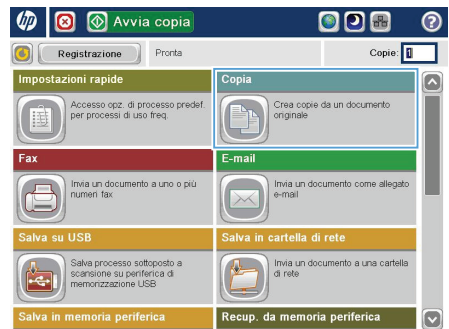 hp
Avvia copia
?
Registrazione
Pronta
Copie: 1
Impostazioni rapide
Accesso opz. di processo predef.
per processi di uso freq.
Copia
Crea copie da un documento
originale
Fax
Invia un documento a uno o più
numeri fax
E-mail
Invia un documento come allegato
e-mail
Salva su USB
Salva processo sottoposto a
scansione su periferica di
memorizzazione USB
Salva in cartella di rete
Invia un documento a una cartella
di rete
Salva in memoria periferica
Recup. da memoria periferica